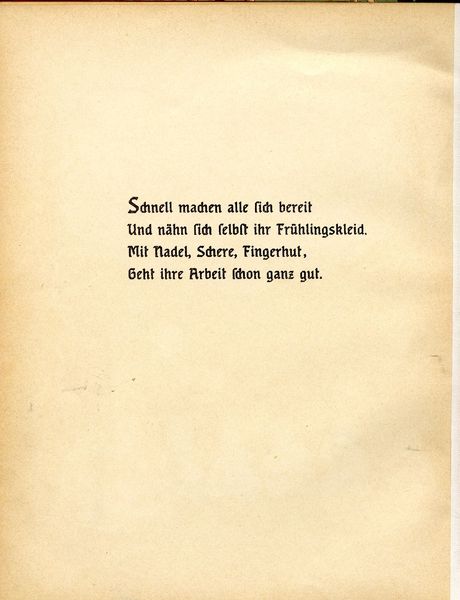 Schnell machen alle ſich bereit
Und nähn ſich ſelbſt ihr Frühlingskleid.
Mit Nadel, Schere, Fingerhut,
Geht ihre Arbeit ſchon ganz gut.